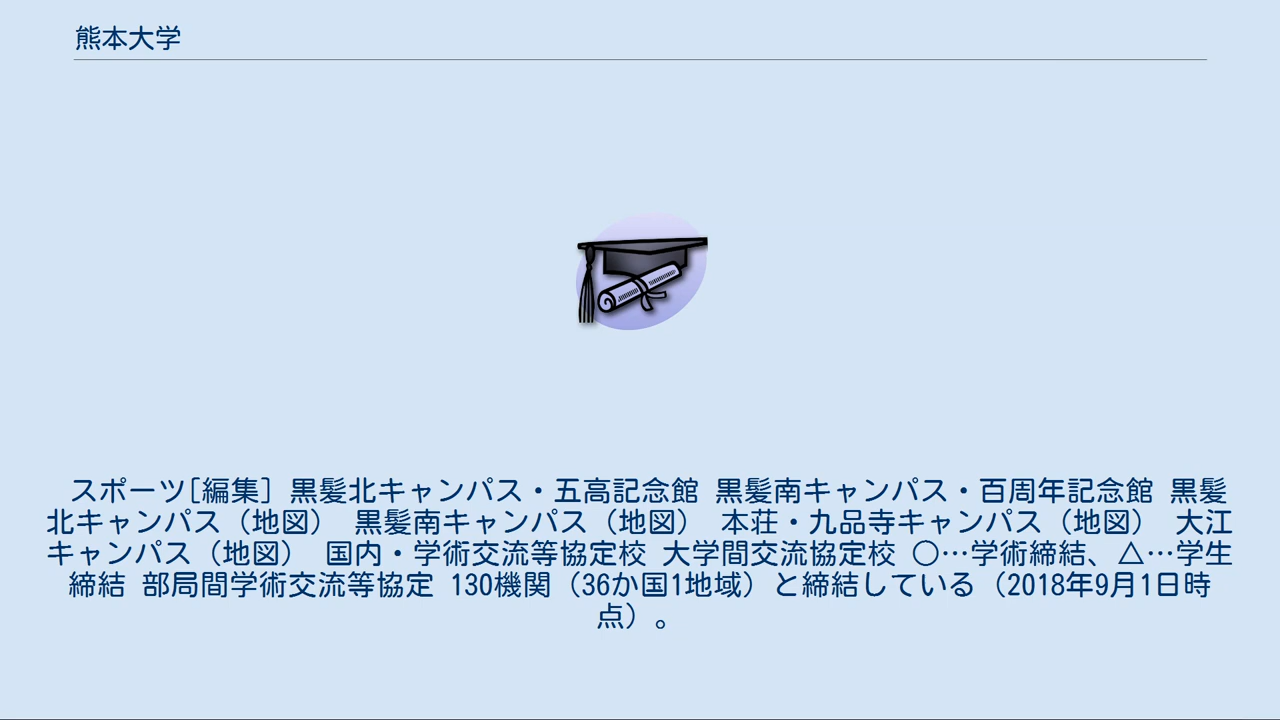 熊本大学
スポーツ[編集] 黒髪北キャンパス・五高記念館 黒髪南キャンパス・百周年記念館 黒髪
北キャンパス（地図） 黒髪南キャンパス（地図） 本荘・九品寺キャンパス（地図） 大江
キャンパス（地図） 国内・学術交流等協定校 大学間交流協定校 〇…学術締結、△…学生
締結 部局間学術交流等協定 130機関（36か国1地域）と締結している（2018年9月1日時
点）。